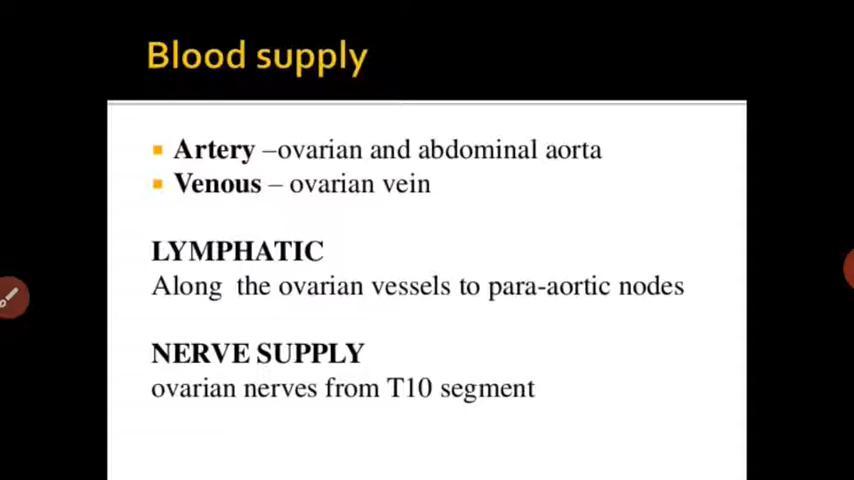 Blood supply
Artery –ovarian and abdominal aorta
Venous – ovarian vein
LYMPHATIC
Along the ovarian vessels to para-aortic nodes
NERVE SUPPLY
ovarian nerves from T10 segment